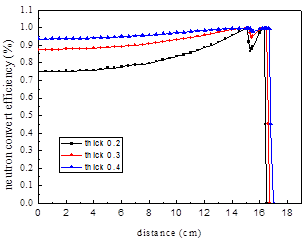 1.1
1.0
0.9
0.8
0.7
0.6
0.5
0.4
0.3
0.2
0.1
0.0
neutron convert efficiency (%)
thick 0.2
thick 0.3
thick 0.4
0 2 4 6 8 10 12 14 16 18
distance (cm)